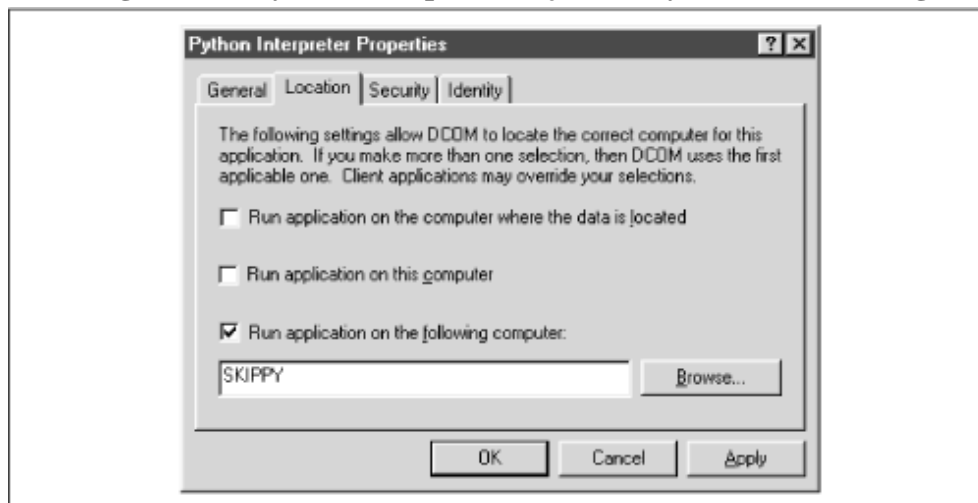 Python Interpreter Properties
General Location Security Identity
The following settings allow DCOM to locate the correct computer for this
application. If you make more than one selection, then DCOM uses the first
applicable one. Client applications may override your selections.
Run application on the computer where the data is located
Run application on this computer
Run application on the following computer:
SKIPPY
Browse...
OK Cancel Apply